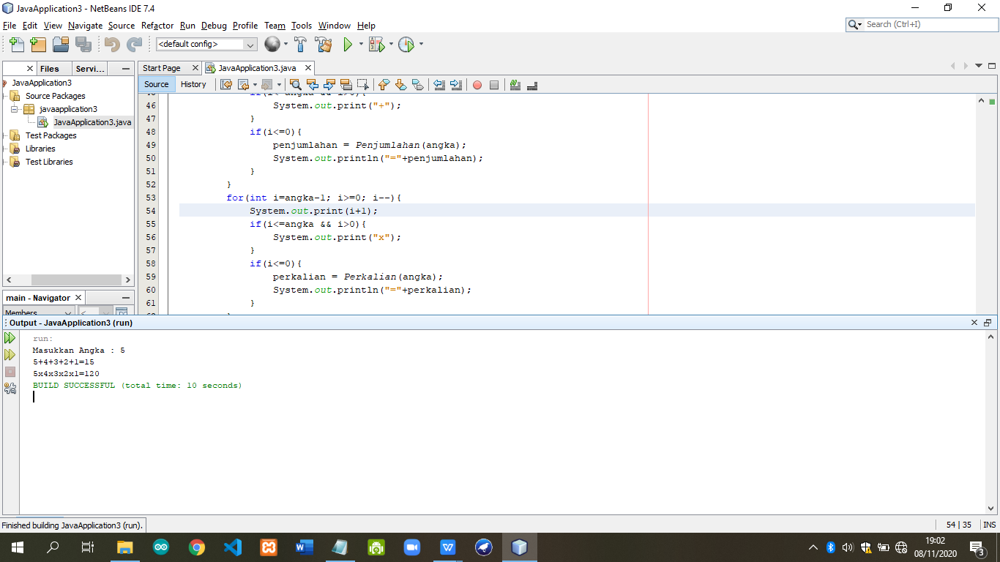 JavaApplication3 - NetBeans IDE 7.4
File Edit View Navigate Source Refactor Run Debug Profile Team Tools Window Help
Search (Ctrl+I)
<default config>
Files Servi...
Start Page JavaApplication3.java
JavaApplication3
Source Packages
javaapplication3
JavaApplication3.java
Test Packages
Libraries
Test Libraries
Source History
46 System.out.print("+");
47 }
48 if(i<=0){
49 penjumlahan = Penjumlahan(angka);
50 System.out.println("="+penjumlahan);
51 }
52 }
53 for(int i=angka-1; i>=0; i--){
54 System.out.print(i+1);
55 if(i<=angka && i>0){
56 System.out.print("x");
57 }
58 if(i<=0){
59 perkalian = Perkalian(angka);
60 System.out.println("="+perkalian);
61 }
main - Navigator
Members
Output - JavaApplication3 (run)
run:
Masukkan Angka : 5
5+4+3+2+1=15
5x4x3x2x1=120
BUILD SUCCESSFUL (total time: 10 seconds)
Finished building JavaApplication3 (run).
54 | 35 INS
19:02
08/11/2020
3